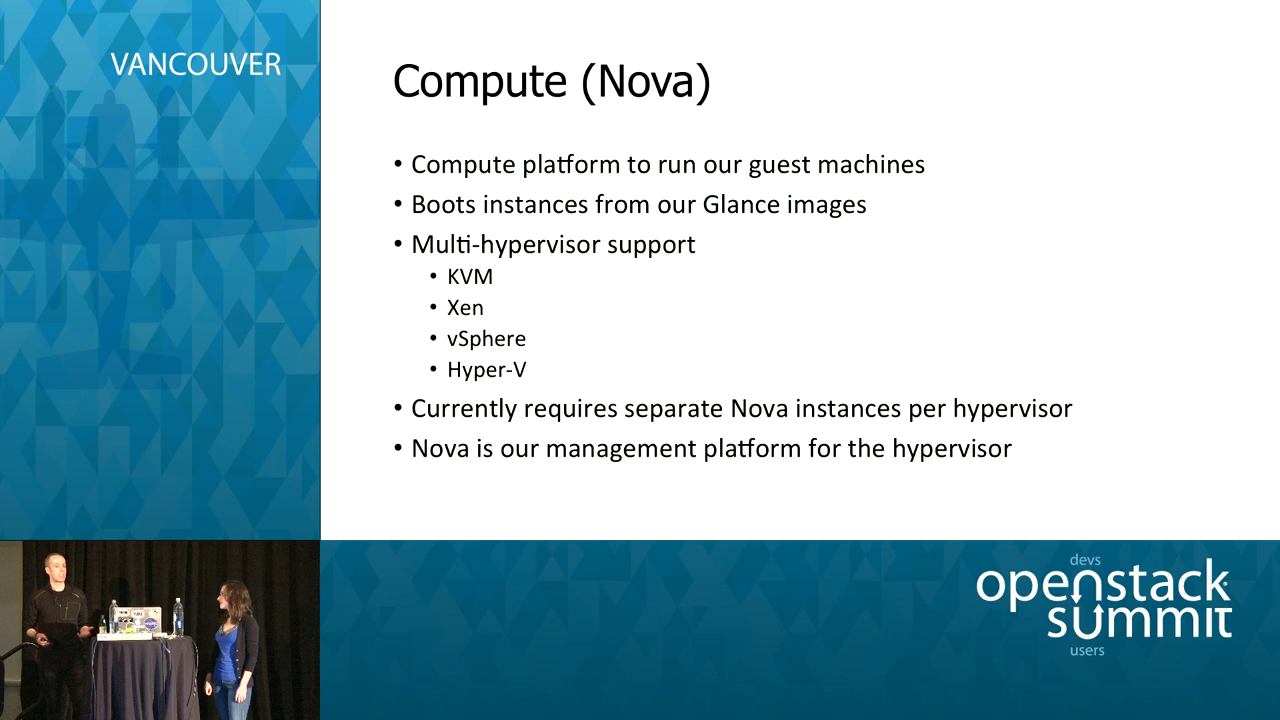 VANCOUVER
Compute (Nova)
• Compute platform to run our guest machines
• Boots instances from our Glance images
• Multi-hypervisor support
• KVM
• Xen
• vSphere
• Hyper-V
• Currently requires separate Nova instances per hypervisor
• Nova is our management platform for the hypervisor
devs
openstack
summit
users